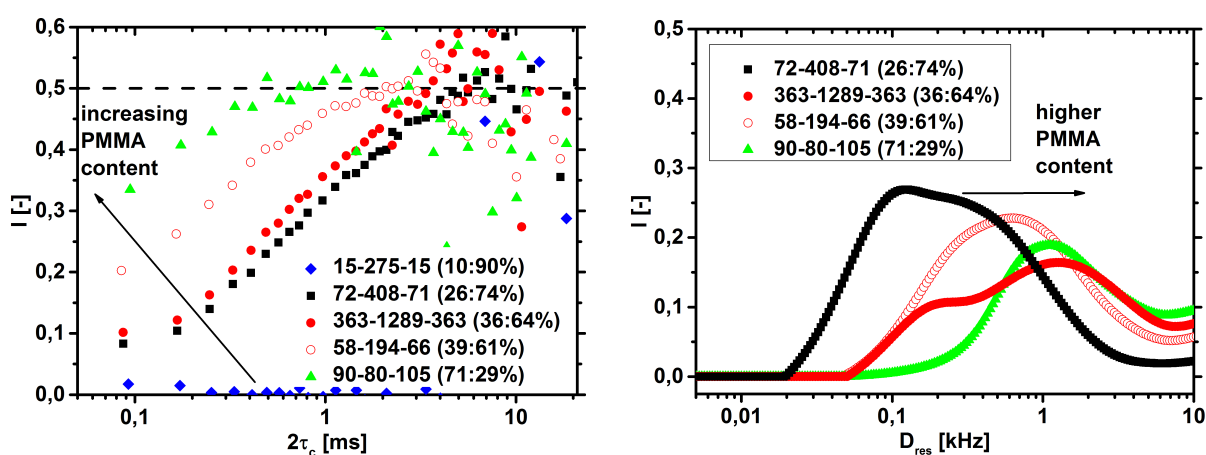 0,6
0,5
0,4
0,3
0,2
0,1
0,0
I [-]
increasing
PMMA
content
15-275-15 (10:90%)
72-408-71 (26:74%)
363-1289-363 (36:64%)
58-194-66 (39:61%)
90-80-105 (71:29%)
0,1 1 10
2τc [ms]
0,5
0,4
0,3
0,2
0,1
0,0
I [-]
72-408-71 (26:74%)
363-1289-363 (36:64%)
58-194-66 (39:61%)
90-80-105 (71:29%)
higher
PMMA
content
0,01 0,1 1 10
Dres [kHz]